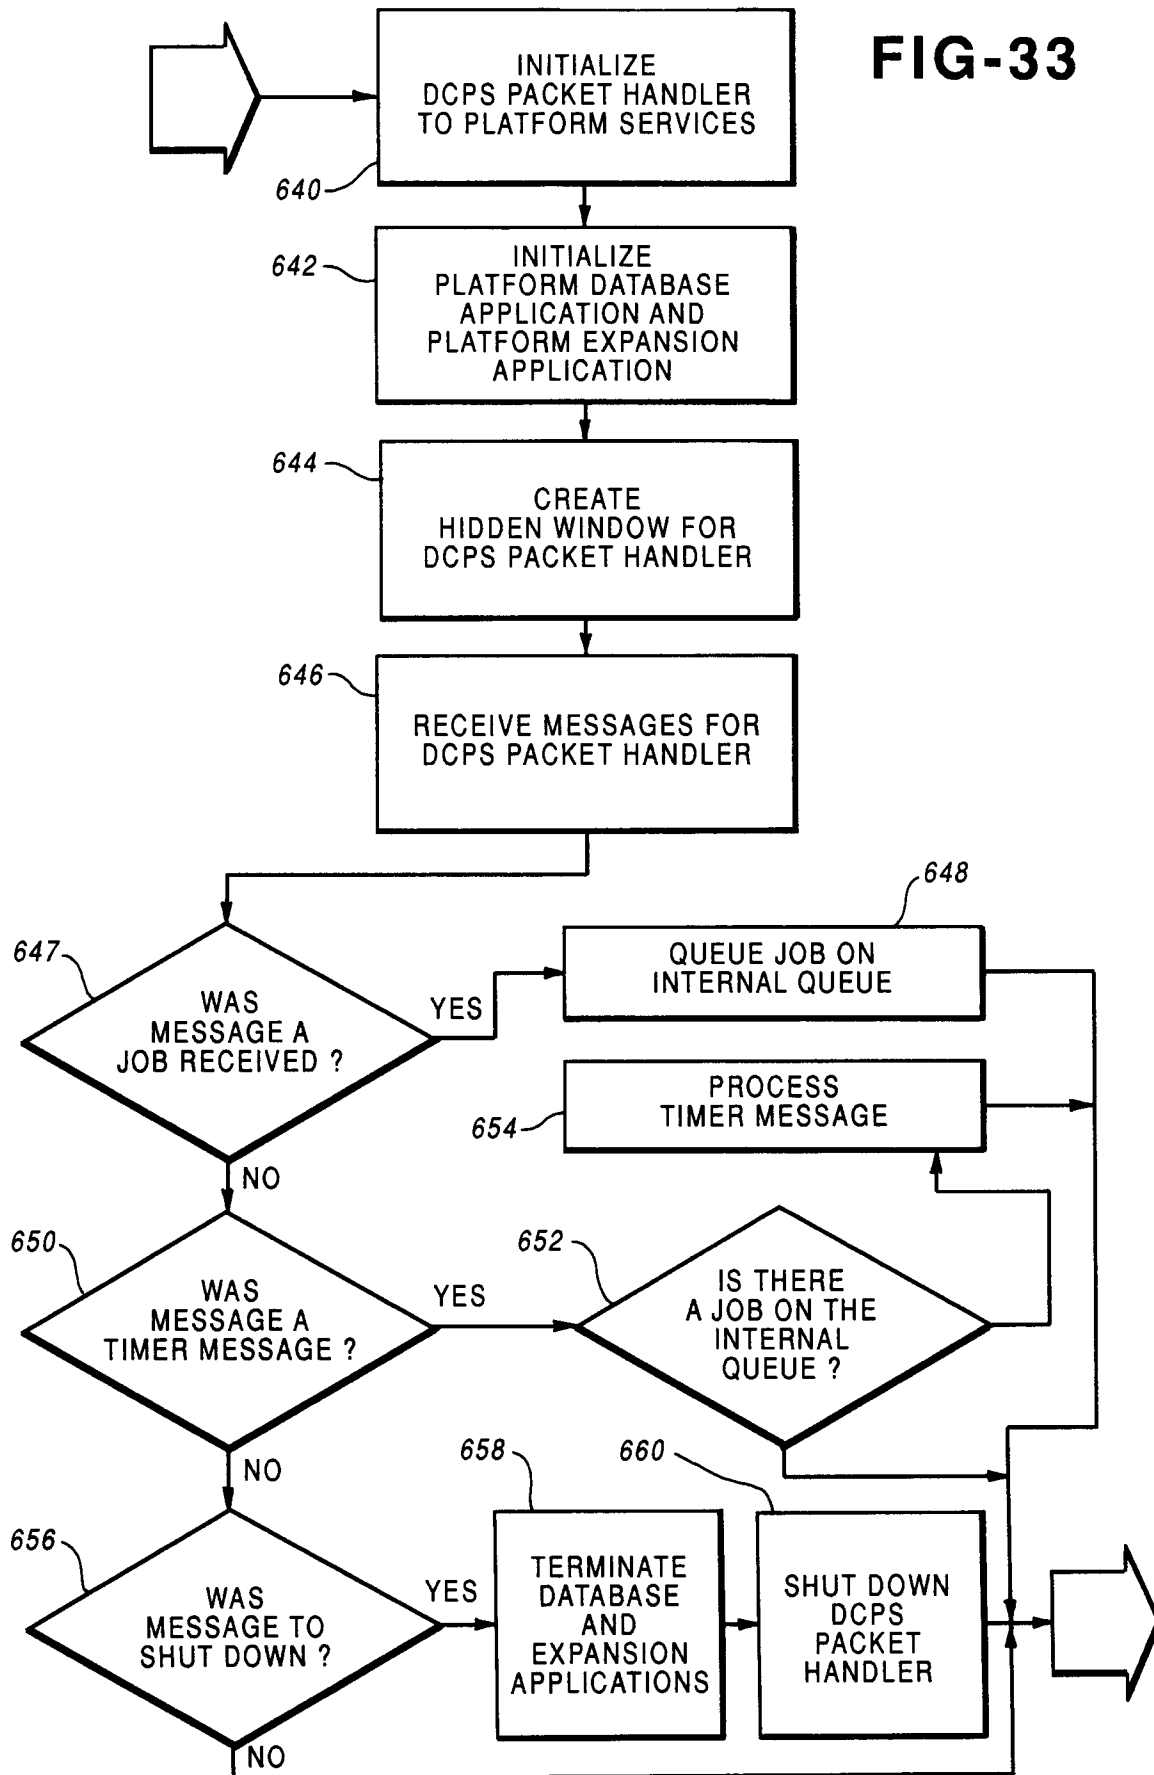 FIG-33
INITIALIZE
DCPS PACKET HANDLER
TO PLATFORM SERVICES
640
642
INITIALIZE
PLATFORM DATABASE
APPLICATION AND
PLATFORM EXPANSION
APPLICATION
644
CREATE
HIDDEN WINDOW FOR
DCPS PACKET HANDLER
646
RECEIVE MESSAGES FOR
DCPS PACKET HANDLER
648
647
WAS
MESSAGE A
JOB RECEIVED ?
YES
QUEUE JOB ON
INTERNAL QUEUE
PROCESS
TIMER MESSAGE
654
NO
650
WAS
MESSAGE A
TIMER MESSAGE ?
YES
652
IS THERE
A JOB ON THE
INTERNAL
QUEUE ?
NO
656
WAS
MESSAGE TO
SHUT DOWN ?
YES
658
TERMINATE
DATABASE
AND
EXPANSION
APPLICATIONS
660
SHUT DOWN
DCPS
PACKET
HANDLER
NO